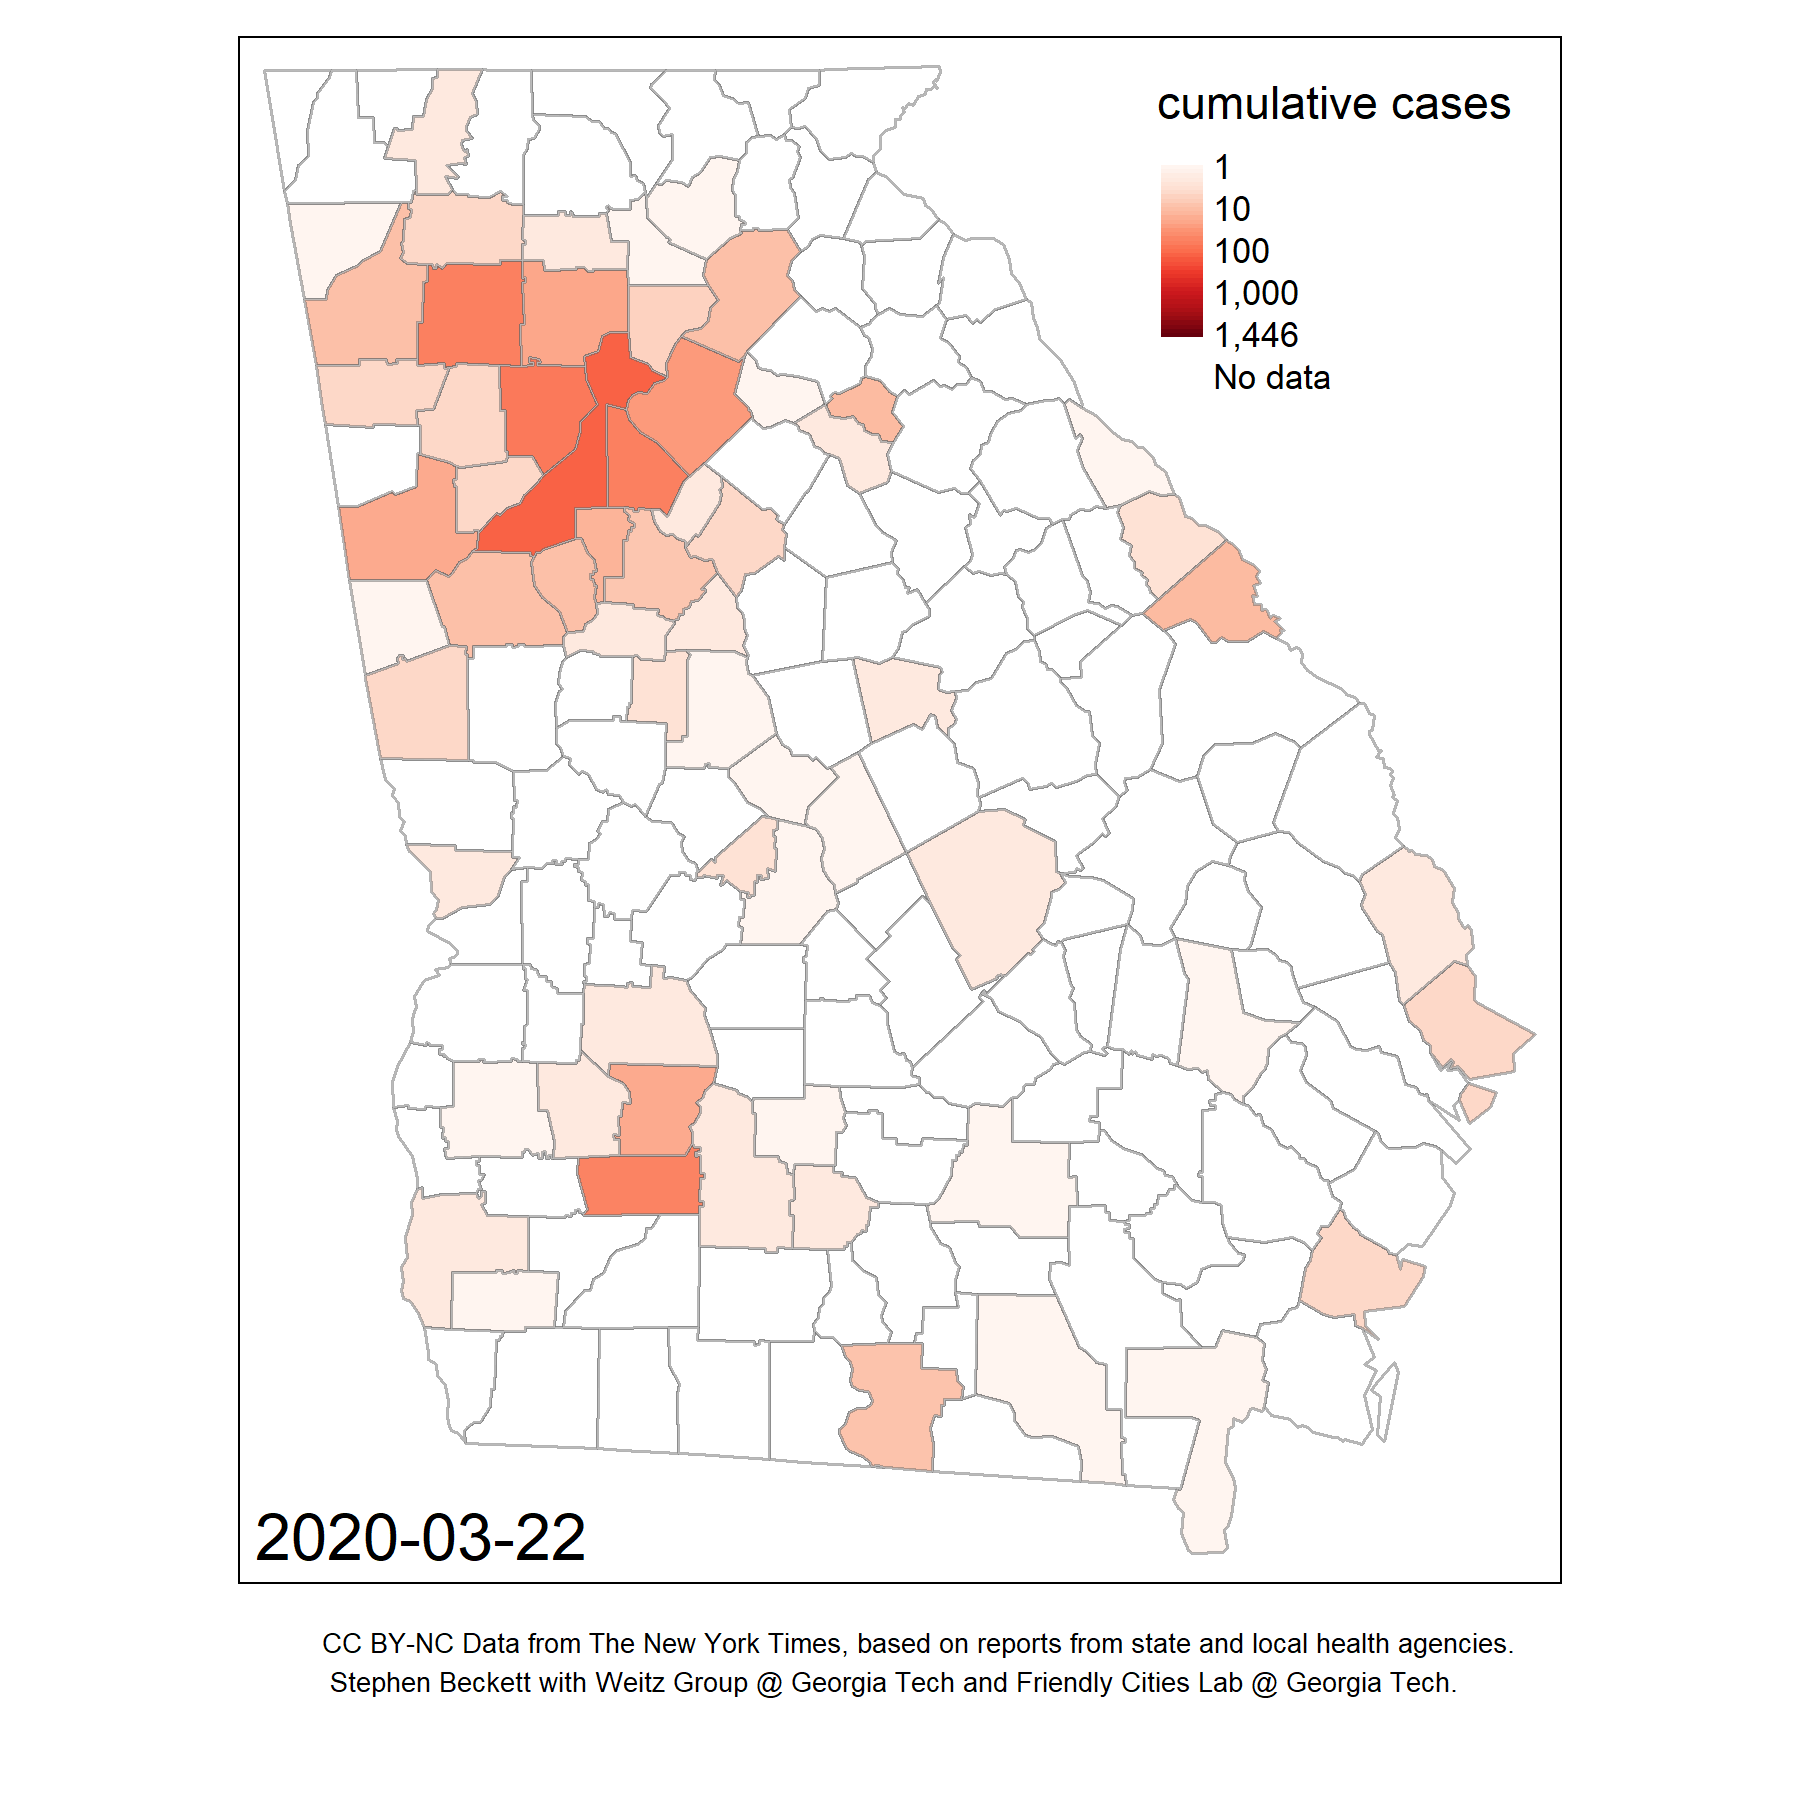 cumulative cases
1
10
100
1,000
1,446
No data
2020-03-22
CC BY-NC Data from The New York Times, based on reports from state and local health agencies.
Stephen Beckett with Weitz Group @ Georgia Tech and Friendly Cities Lab @ Georgia Tech.